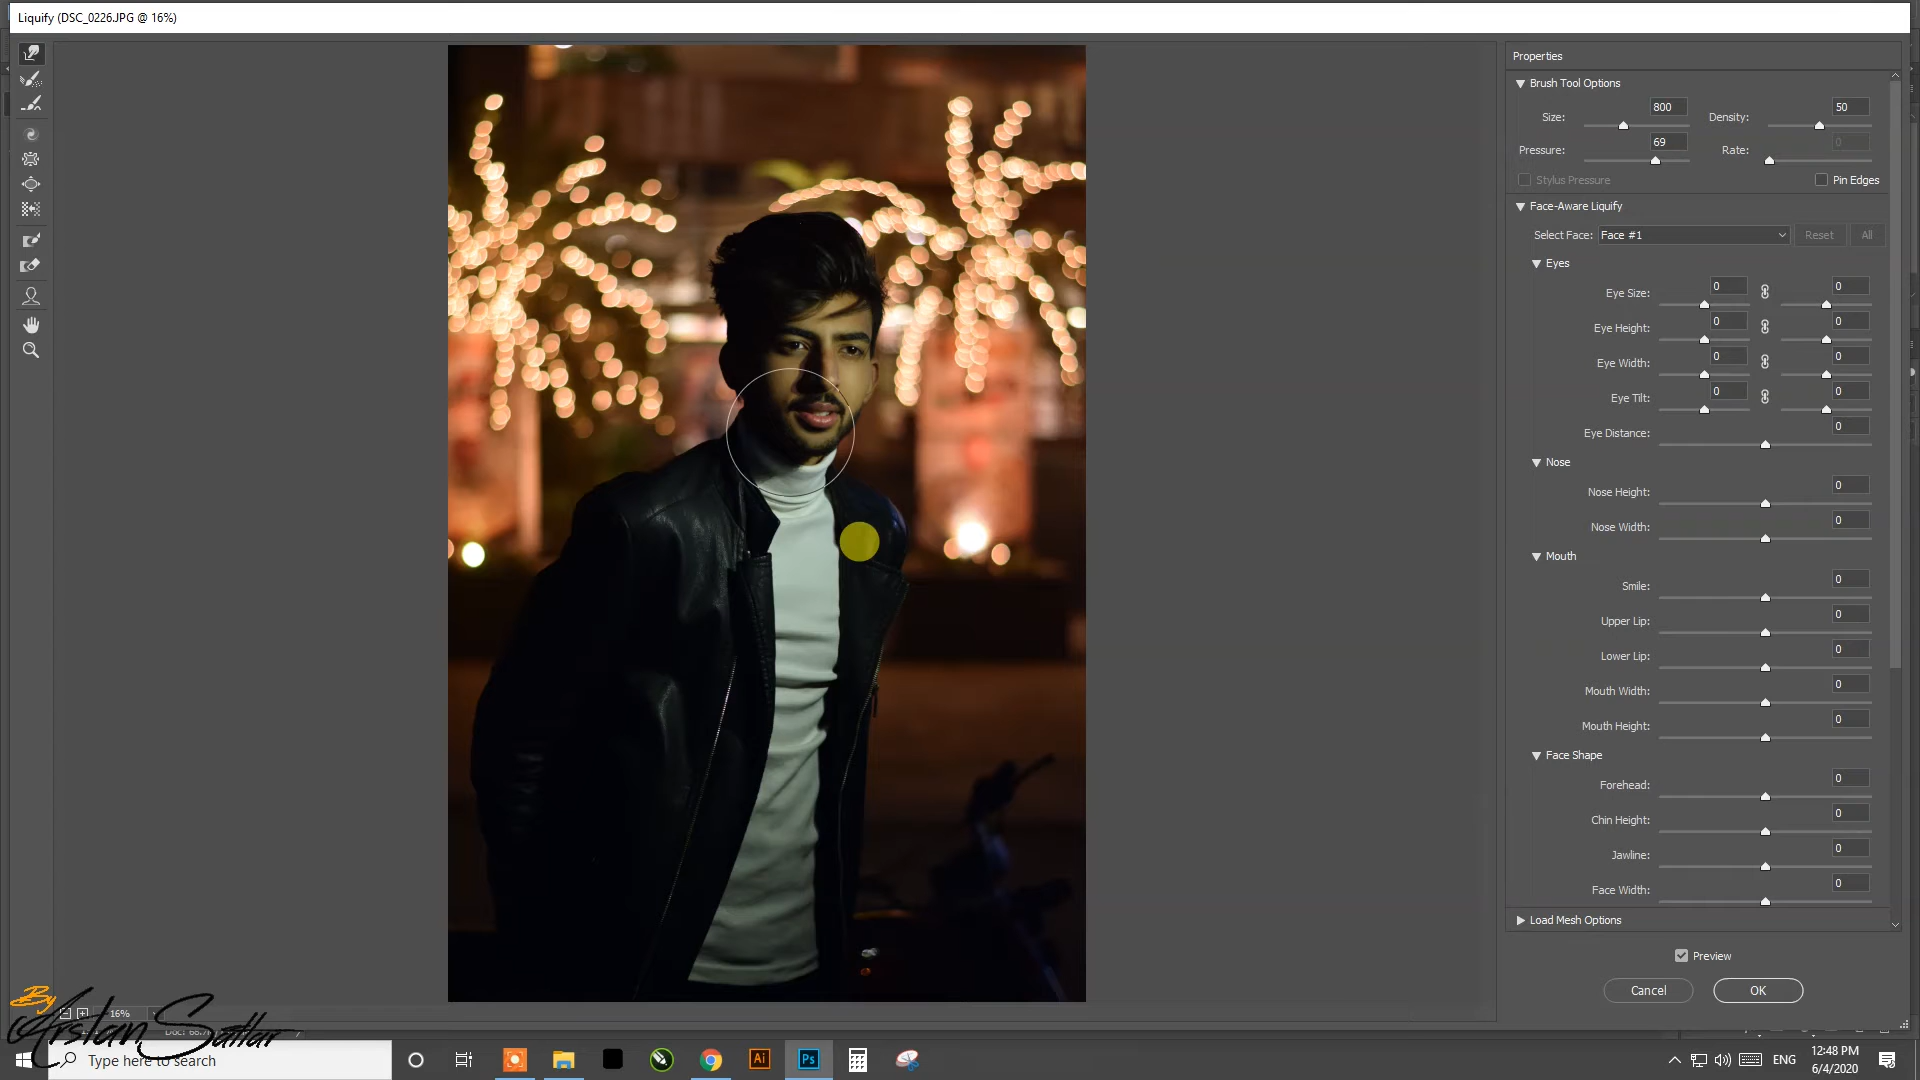 Liquify (DSC_0226.JPG @ 16%)
Properties
Brush Tool Options
Size: 800 Density: 50
Pressure: 69 Rate: 0
Stylus Pressure Pin Edges
Face-Aware Liquify
Select Face: Face #1 Reset All
Eyes
Eye Size: 0 0
Eye Height: 0 0
Eye Width: 0 0
Eye Tilt: 0 0
Eye Distance: 0
Nose
Nose Height: 0
Nose Width: 0
Mouth
Smile: 0
Upper Lip: 0
Lower Lip: 0
Mouth Width: 0
Mouth Height: 0
Face Shape
Forehead: 0
Chin Height: 0
Jawline: 0
Face Width: 0
Load Mesh Options
Preview
Cancel OK
16%
By
Arslan Sattar
Type here to search
Ai Ps
ENG
12:48 PM
6/4/2020